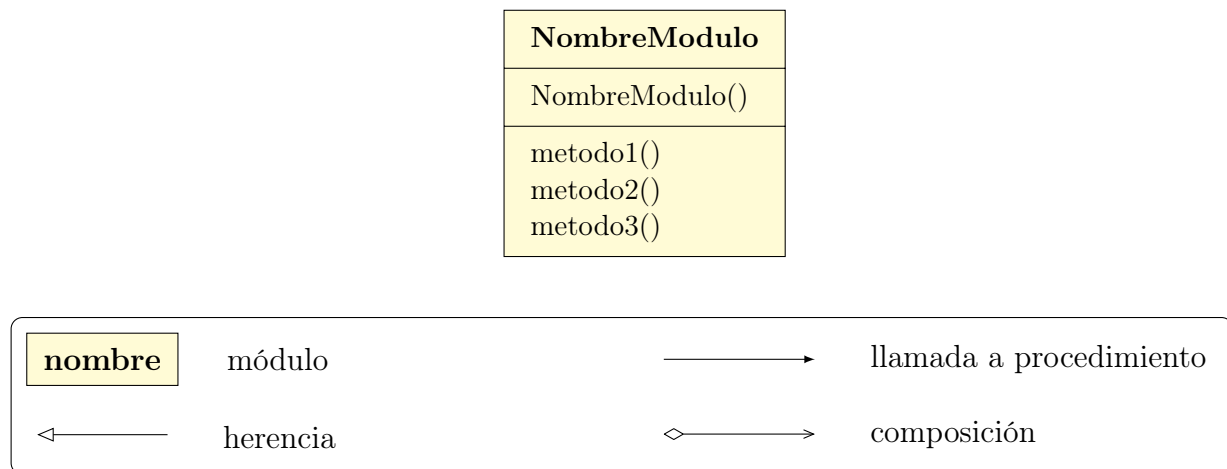 NombreModulo
NombreModulo()
metodo1()
metodo2()
metodo3()
nombre módulo llamada a procedimiento
herencia composición